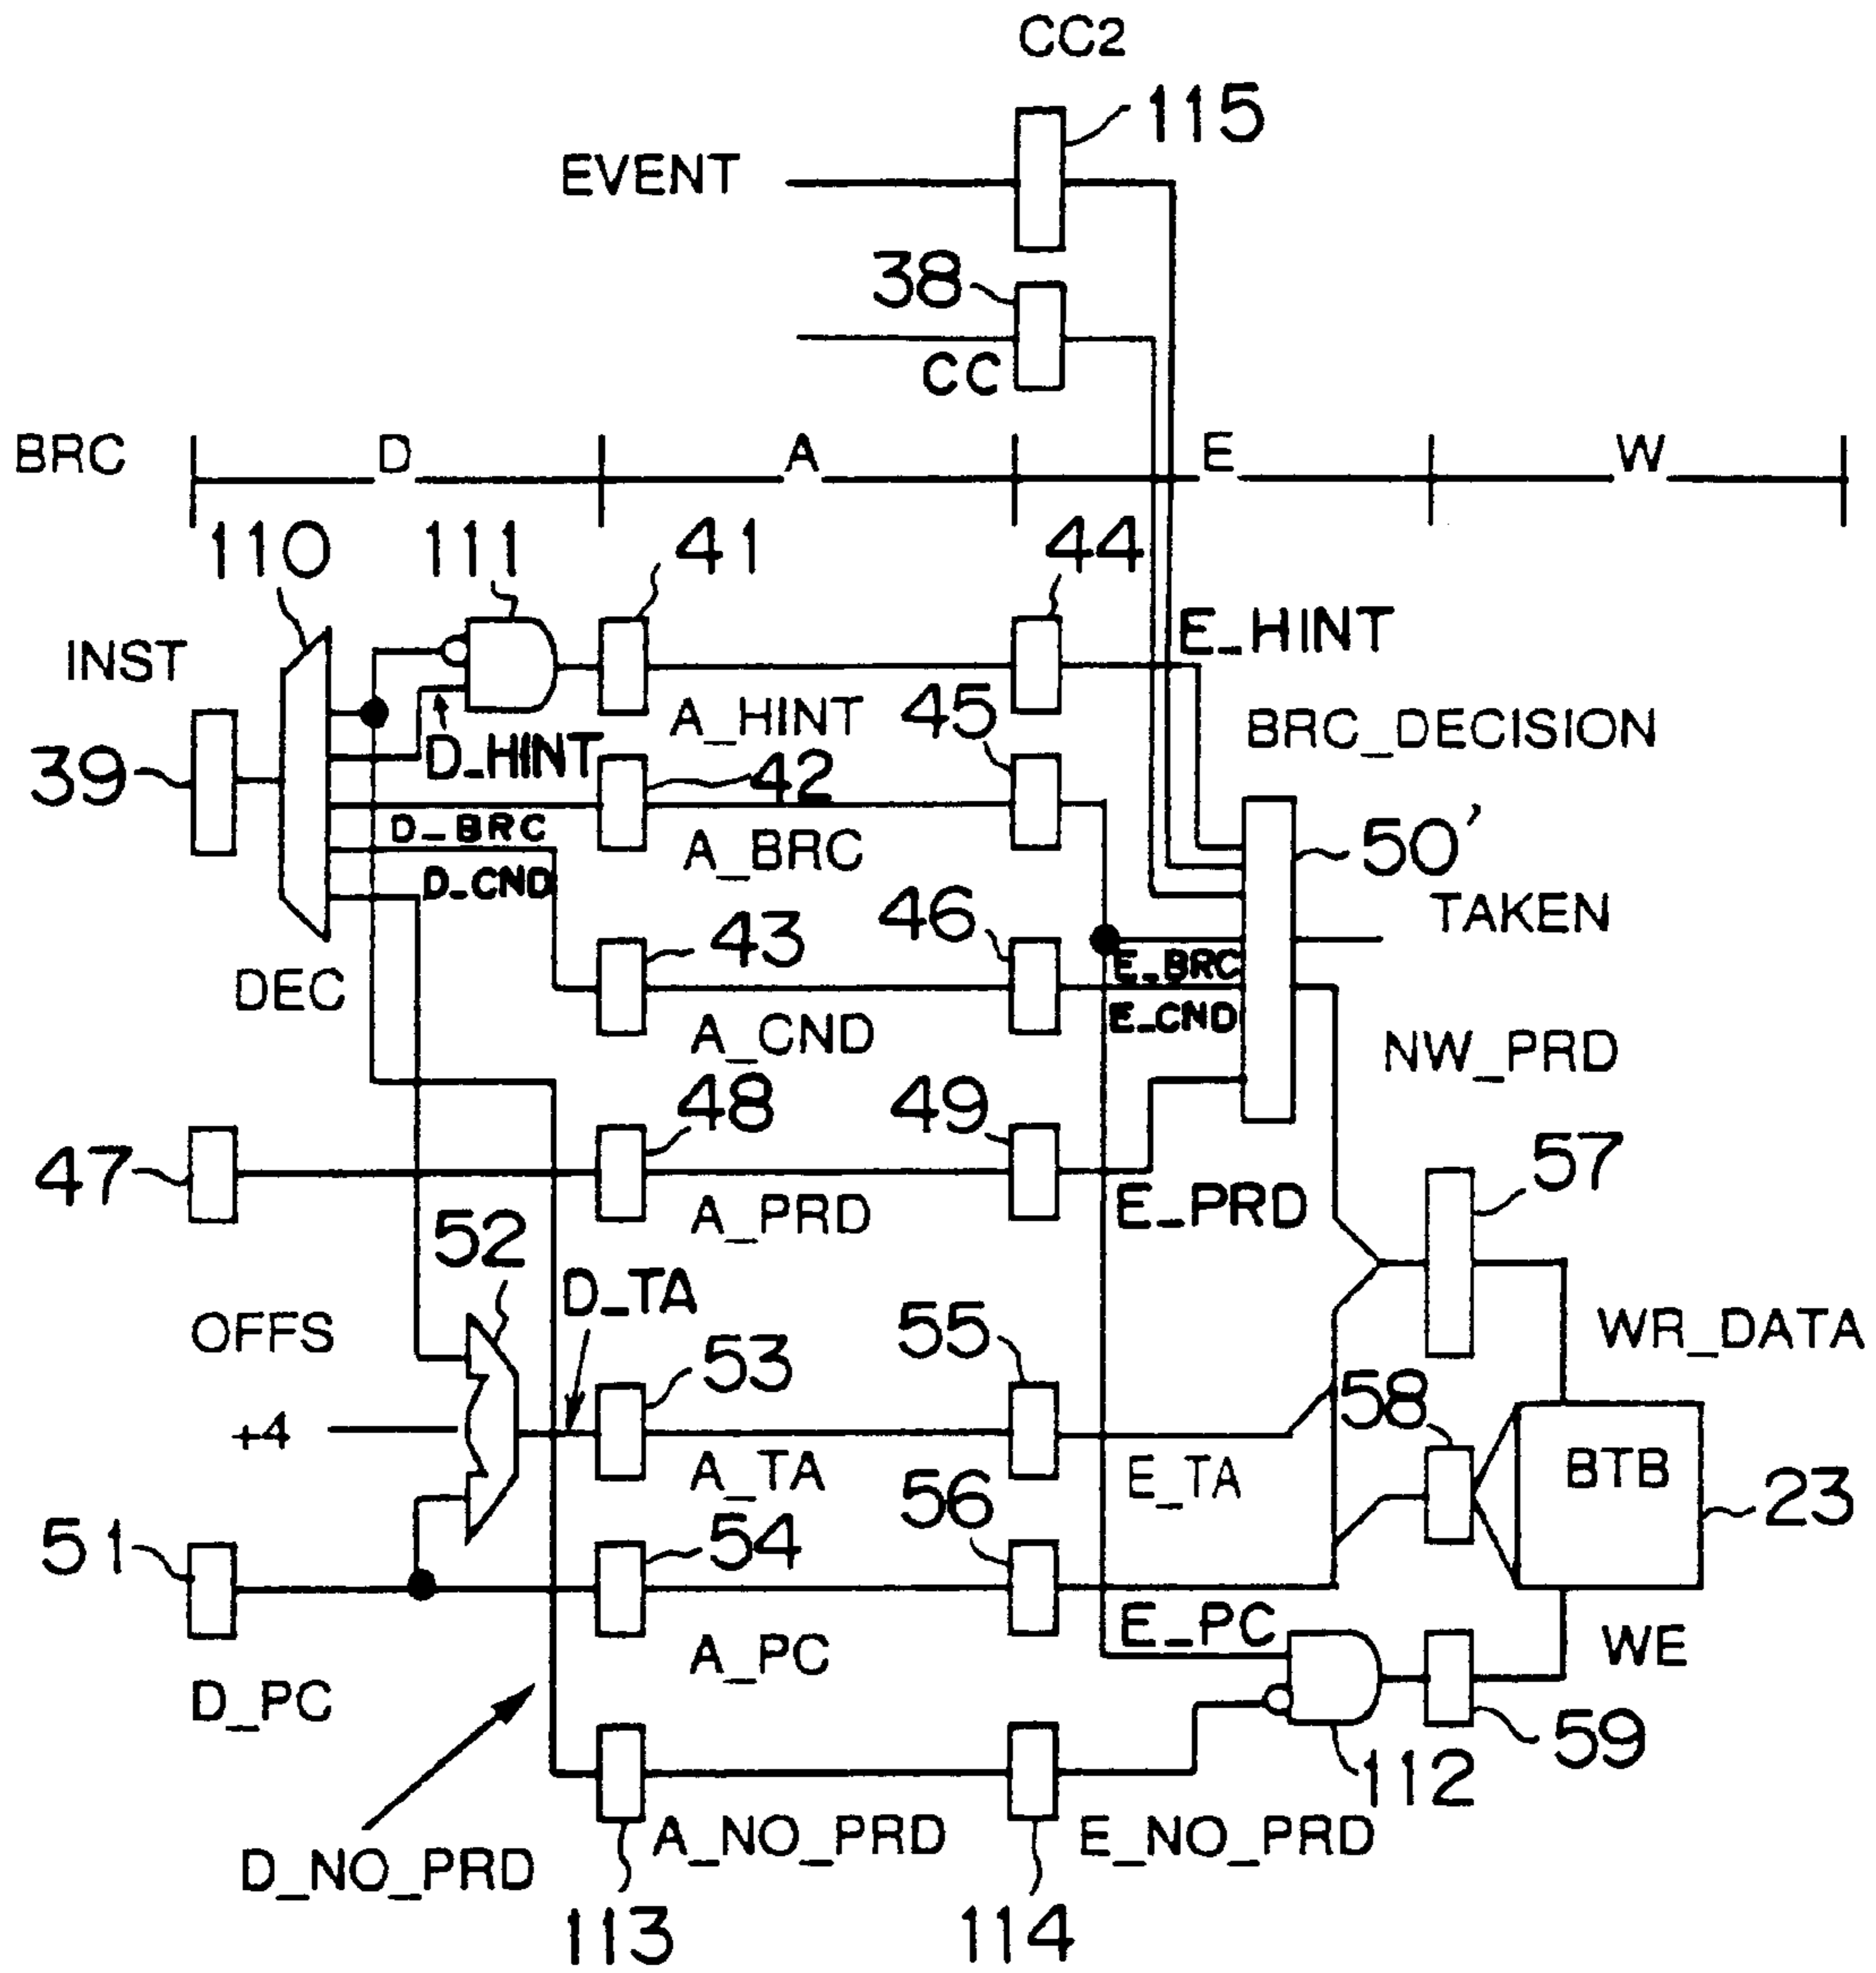 CC2
115
EVENT
38
CC
BRC
D
A
E
W
110
111
41
44
INST
E_HINT
A_HINT
45
BRC_DECISION
D_HINT
39
42
D_BRC
A_BRC
50'
D_CND
TAKEN
43
46
E_BRC
DEC
E_CND
A_CND
NW_PRD
48
49
47
57
A_PRD
E_PRD
52
D_TA
OFFS
55
WR_DATA
53
58
+4
BTB
A_TA
E_TA
56
23
51
54
E_PC
WE
A_PC
D_PC
59
112
A_NO_PRD
E_NO_PRD
D_NO_PRD
113
114